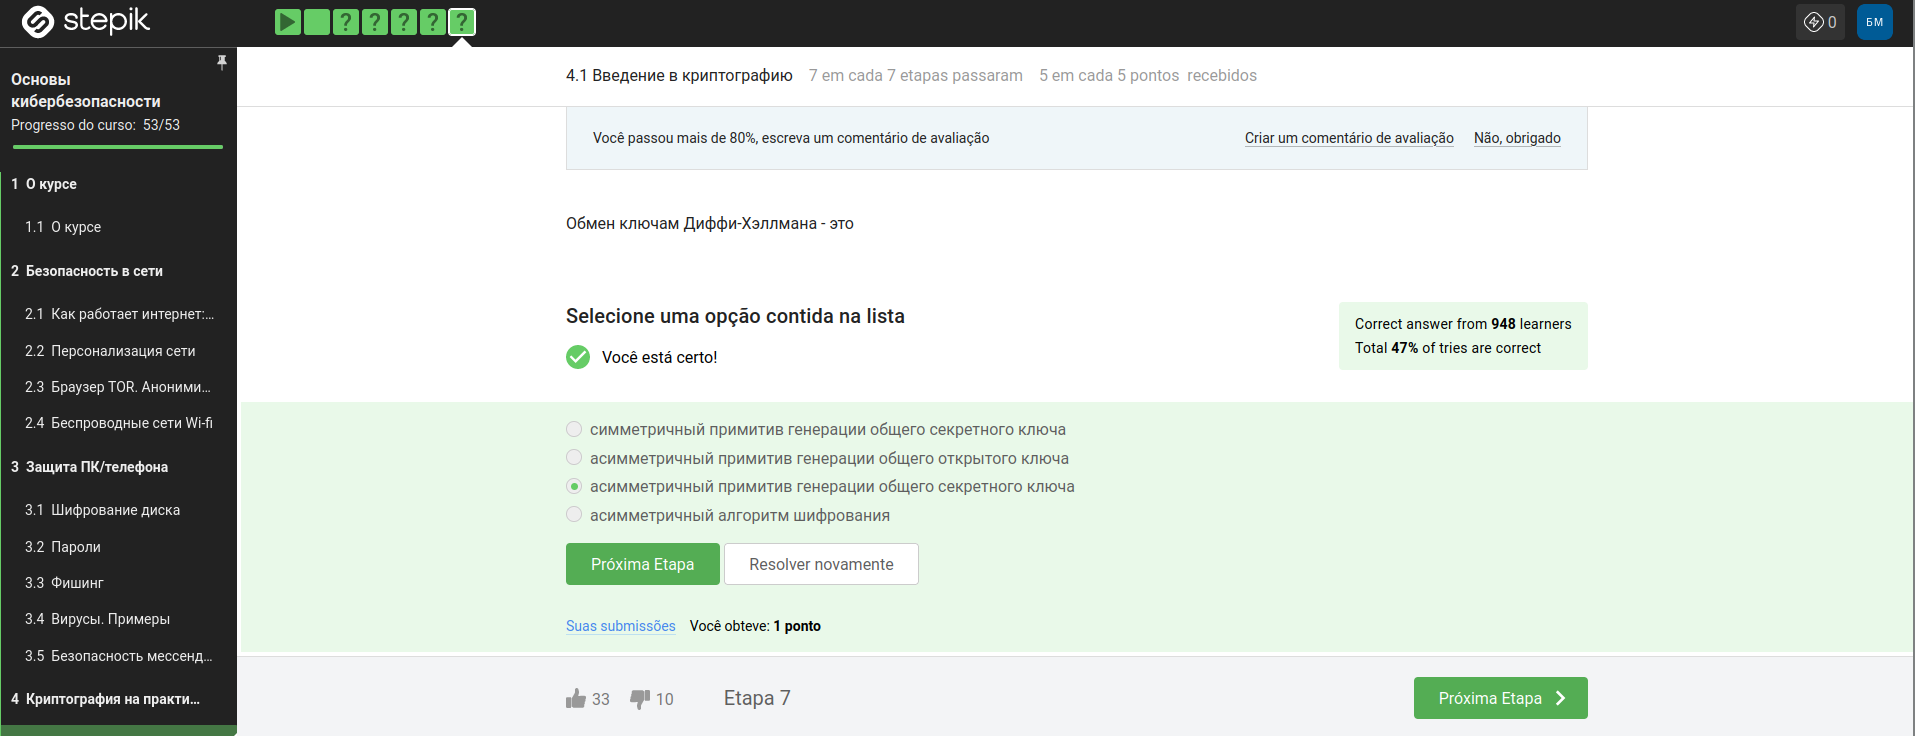 stepik
? ? ? ? ?
0
БМ
Основы
кибербезопасности
Progresso do curso: 53/53
1 О курсе
1.1 О курсе
2 Безопасность в сети
2.1 Как работает интернет:...
2.2 Персонализация сети
2.3 Браузер TOR. Аноними...
2.4 Беспроводные сети Wi-fi
3 Защита ПК/телефона
3.1 Шифрование диска
3.2 Пароли
3.3 Фишинг
3.4 Вирусы. Примеры
3.5 Безопасность мессенд...
4 Криптография на практи...
4.1 Введение в криптографию 7 em cada 7 etapas passaram 5 em cada 5 pontos recebidos
Você passou mais de 80%, escreva um comentário de avaliação Criar um comentário de avaliação Não, obrigado
Обмен ключам Диффи-Хэллмана - это
Selecione uma opção contida na lista
Você está certo!
Correct answer from 948 learners
Total 47% of tries are correct
симметричный примитив генерации общего секретного ключа
асимметричный примитив генерации общего открытого ключа
асимметричный примитив генерации общего секретного ключа
асимметричный алгоритм шифрования
Próxima Etapa Resolver novamente
Suas submissões Você obteve: 1 ponto
33 10 Etapa 7 Próxima Etapa